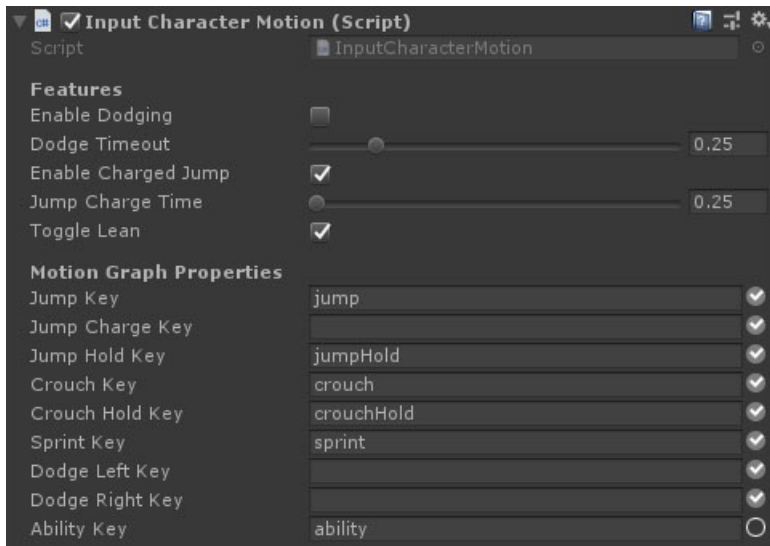 Input Character Motion (Script)
Script InputCharacterMotion
Features
Enable Dodging
Dodge Timeout 0.25
Enable Charged Jump
Jump Charge Time 0.25
Toggle Lean
Motion Graph Properties
Jump Key jump
Jump Charge Key
Jump Hold Key jumpHold
Crouch Key crouch
Crouch Hold Key crouchHold
Sprint Key sprint
Dodge Left Key
Dodge Right Key
Ability Key ability